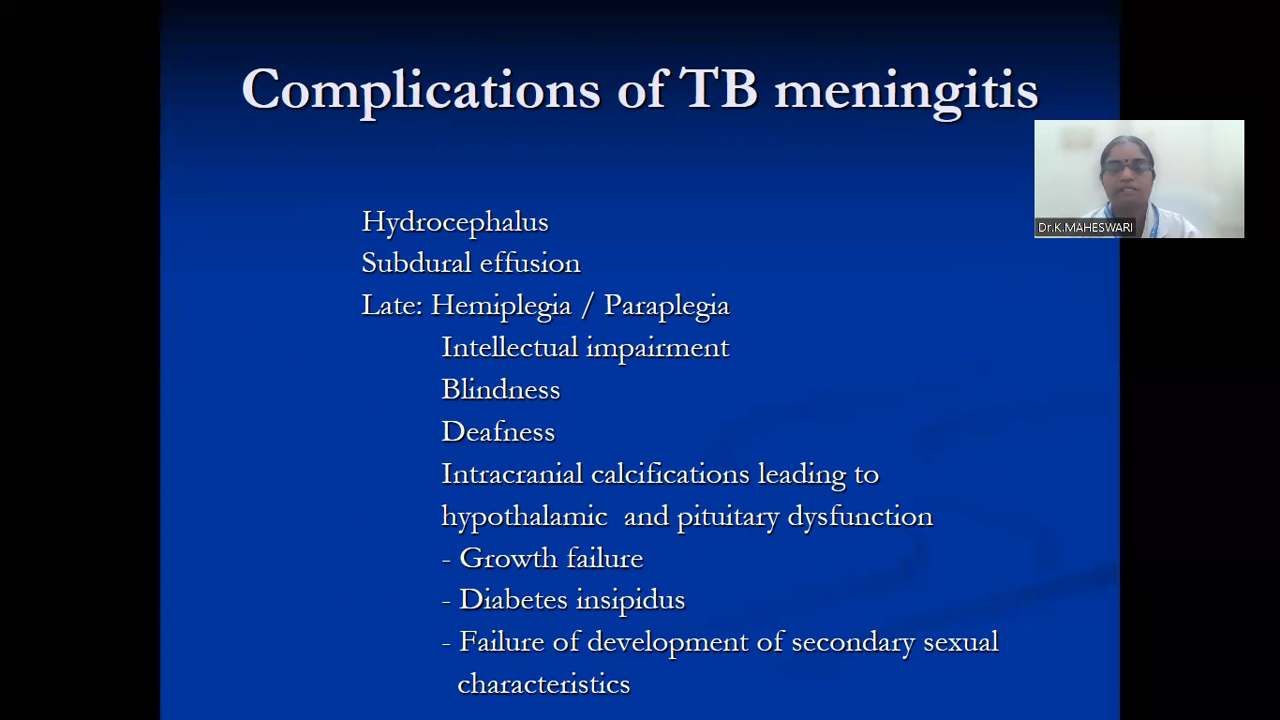 Complications of TB meningitis
Dr.K.MAHESWARI
Hydrocephalus
Subdural effusion
Late: Hemiplegia / Paraplegia
Intellectual impairment
Blindness
Deafness
Intracranial calcifications leading to
hypothalamic and pituitary dysfunction
- Growth failure
- Diabetes insipidus
- Failure of development of secondary sexual
characteristics